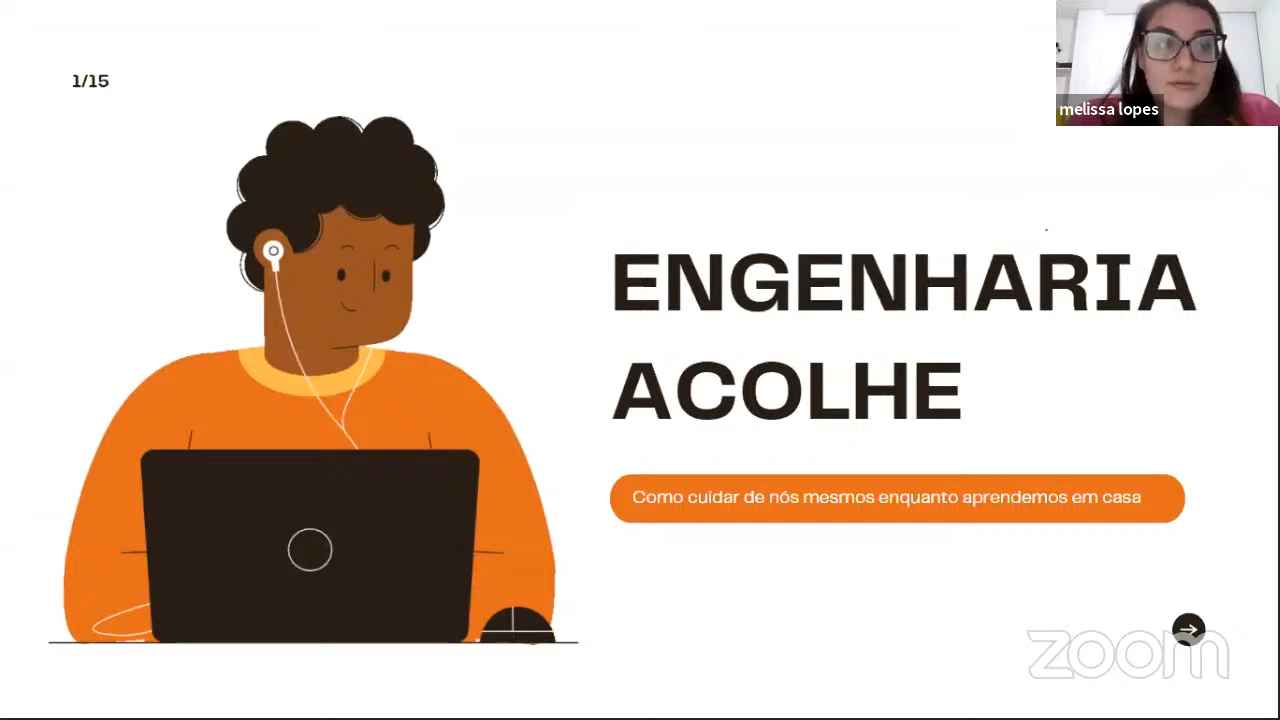 1/15
melissa lopes
ENGENHARIA
ACOLHE
Como cuidar de nós mesmos enquanto aprendemos em casa
zoom